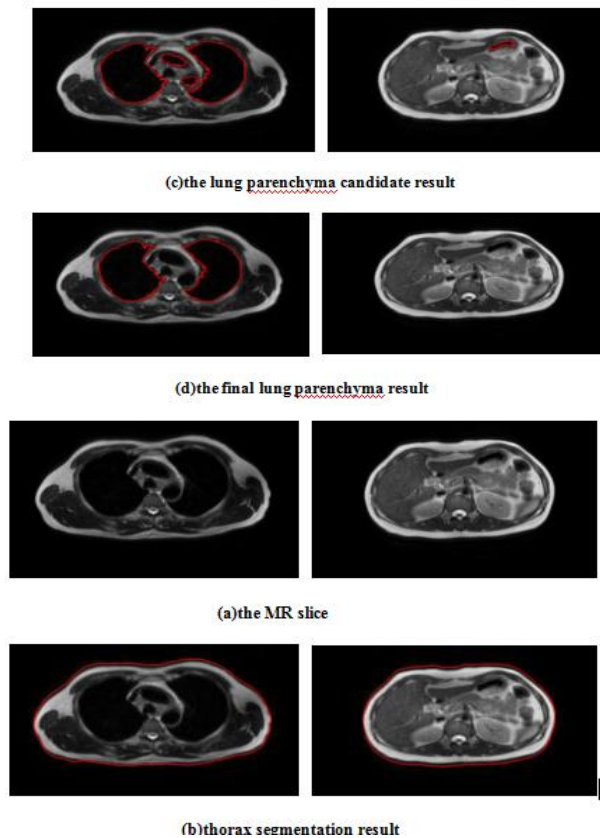 (c)the lung parenchyma candidate result
(d)the final lung parenchyma result
(a)the MR slice
(b)thorax segmentation result